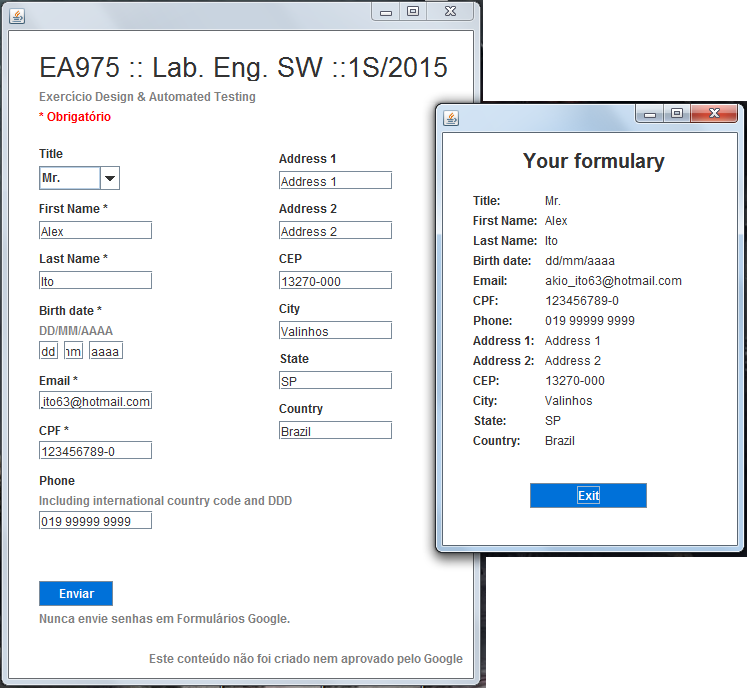 EA975 :: Lab. Eng. SW ::1S/2015
Exercício Design & Automated Testing
* Obrigatório
Title
Mr.
First Name *
Alex
Last Name *
Ito
Birth date *
DD/MM/AAAA
dd mm aaaa
Email *
_ito63@hotmail.com
CPF *
123456789-0
Phone
Including international country code and DDD
019 99999 9999
Address 1
Address 1
Address 2
Address 2
CEP
13270-000
City
Valinhos
State
SP
Country
Brazil
Enviar
Nunca envie senhas em Formulários Google.
Este conteúdo não foi criado nem aprovado pelo Google
Your formulary
Title: Mr.
First Name: Alex
Last Name: Ito
Birth date: dd/mm/aaaa
Email: akio_ito63@hotmail.com
CPF: 123456789-0
Phone: 019 99999 9999
Address 1: Address 1
Address 2: Address 2
CEP: 13270-000
City: Valinhos
State: SP
Country: Brazil
Exit